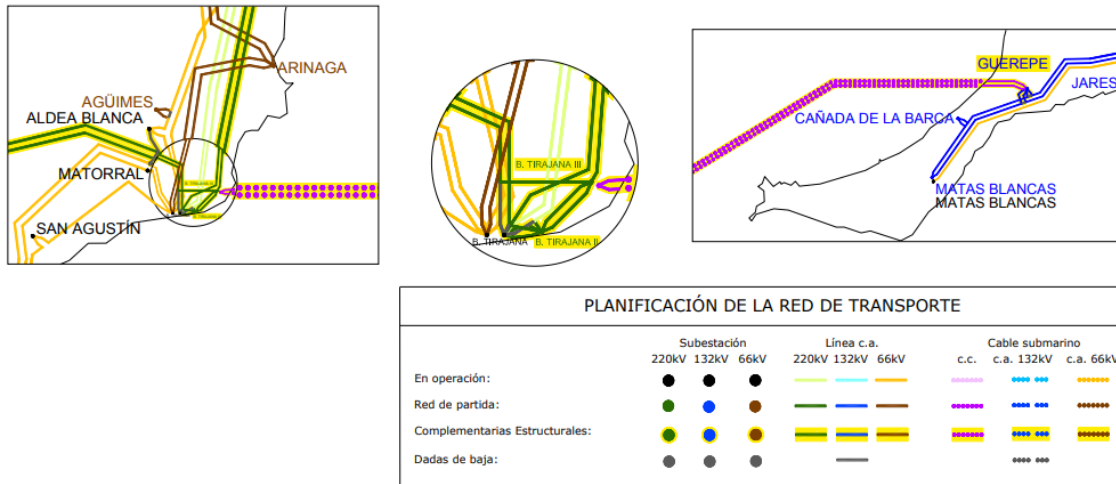 ARINAGA
AGÜIMES
ALDEA BLANCA
MATORRAL
SAN AGUSTÍN
B. TIRAJANA III
B. TIRAJANA
B. TIRAJANA II
GUEREPE
JARES
CAÑADA DE LA BARCA
MATAS BLANCAS
MATAS BLANCAS
PLANIFICACIÓN DE LA RED DE TRANSPORTE
Subestación Línea c.a. Cable submarino
220kV 132kV 66kV 220kV 132kV 66kV c.c. c.a. 132kV c.a. 66kV
En operación:
Red de partida:
Complementarias Estructurales:
Dadas de baja: